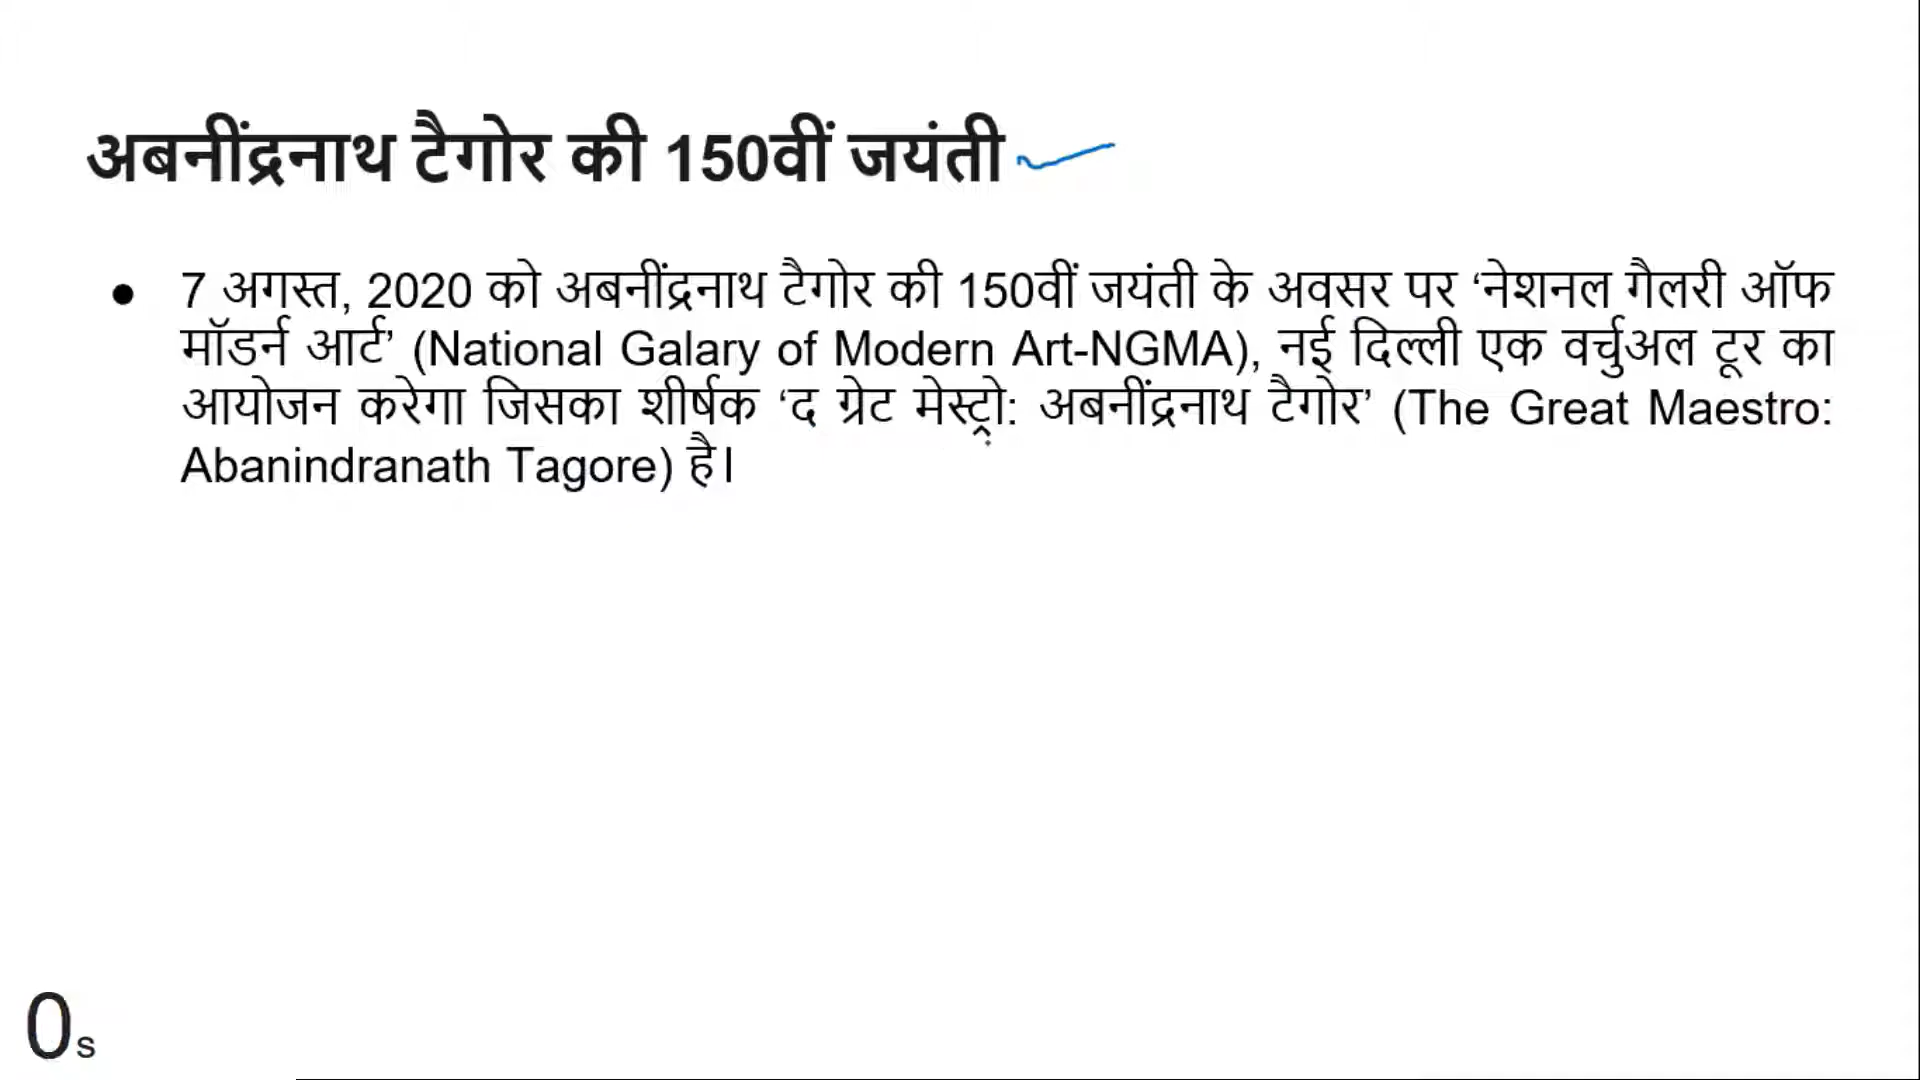 अबनींद्रनाथ टैगोर की 150वीं जयंती
● 7 अगस्त, 2020 को अबनींद्रनाथ टैगोर की 150वीं जयंती के अवसर पर ‘नेशनल गैलरी ऑफ
मॉडर्न आर्ट’ (National Galary of Modern Art-NGMA), नई दिल्ली एक वर्चुअल टूर का
आयोजन करेगा जिसका शीर्षक ‘द ग्रेट मेस्ट्रो: अबनींद्रनाथ टैगोर’ (The Great Maestro:
Abanindranath Tagore) है।
0s